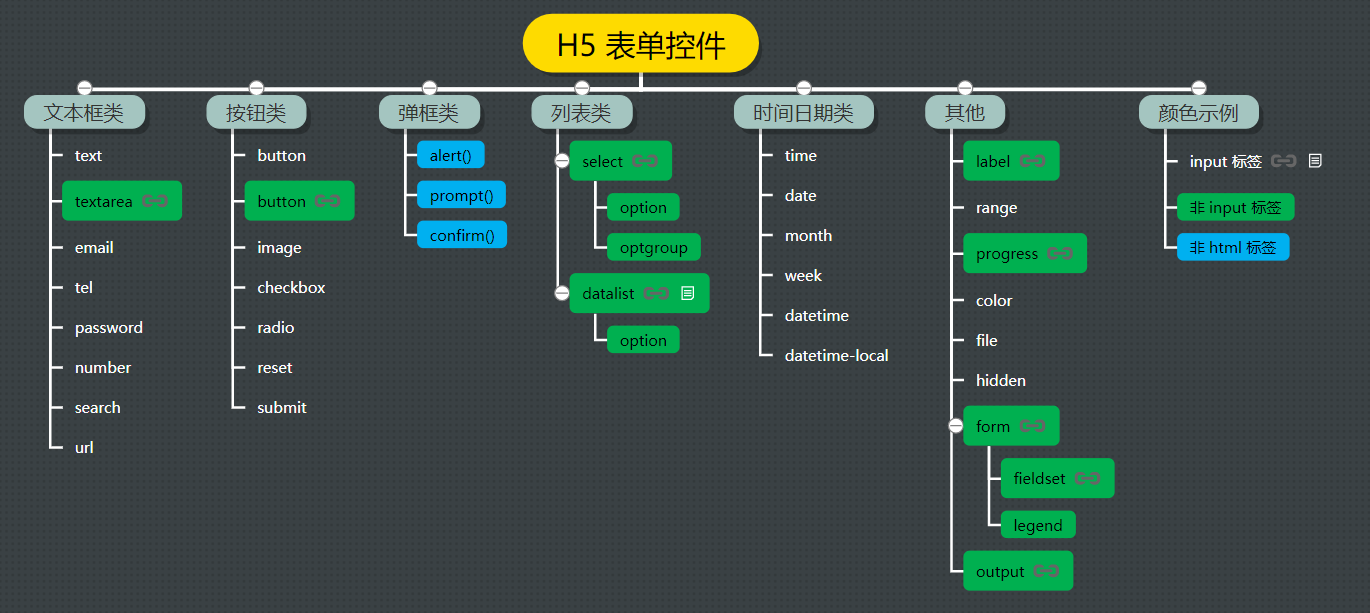 H5 表单控件
文本框类
text
textarea
email
tel
password
number
search
url
按钮类
button
button
image
checkbox
radio
reset
submit
弹框类
alert()
prompt()
confirm()
列表类
select
option
optgroup
datalist
option
时间日期类
time
date
month
week
datetime
datetime-local
其他
label
range
progress
color
file
hidden
form
fieldset
legend
output
颜色示例
input 标签
非 input 标签
非 html 标签